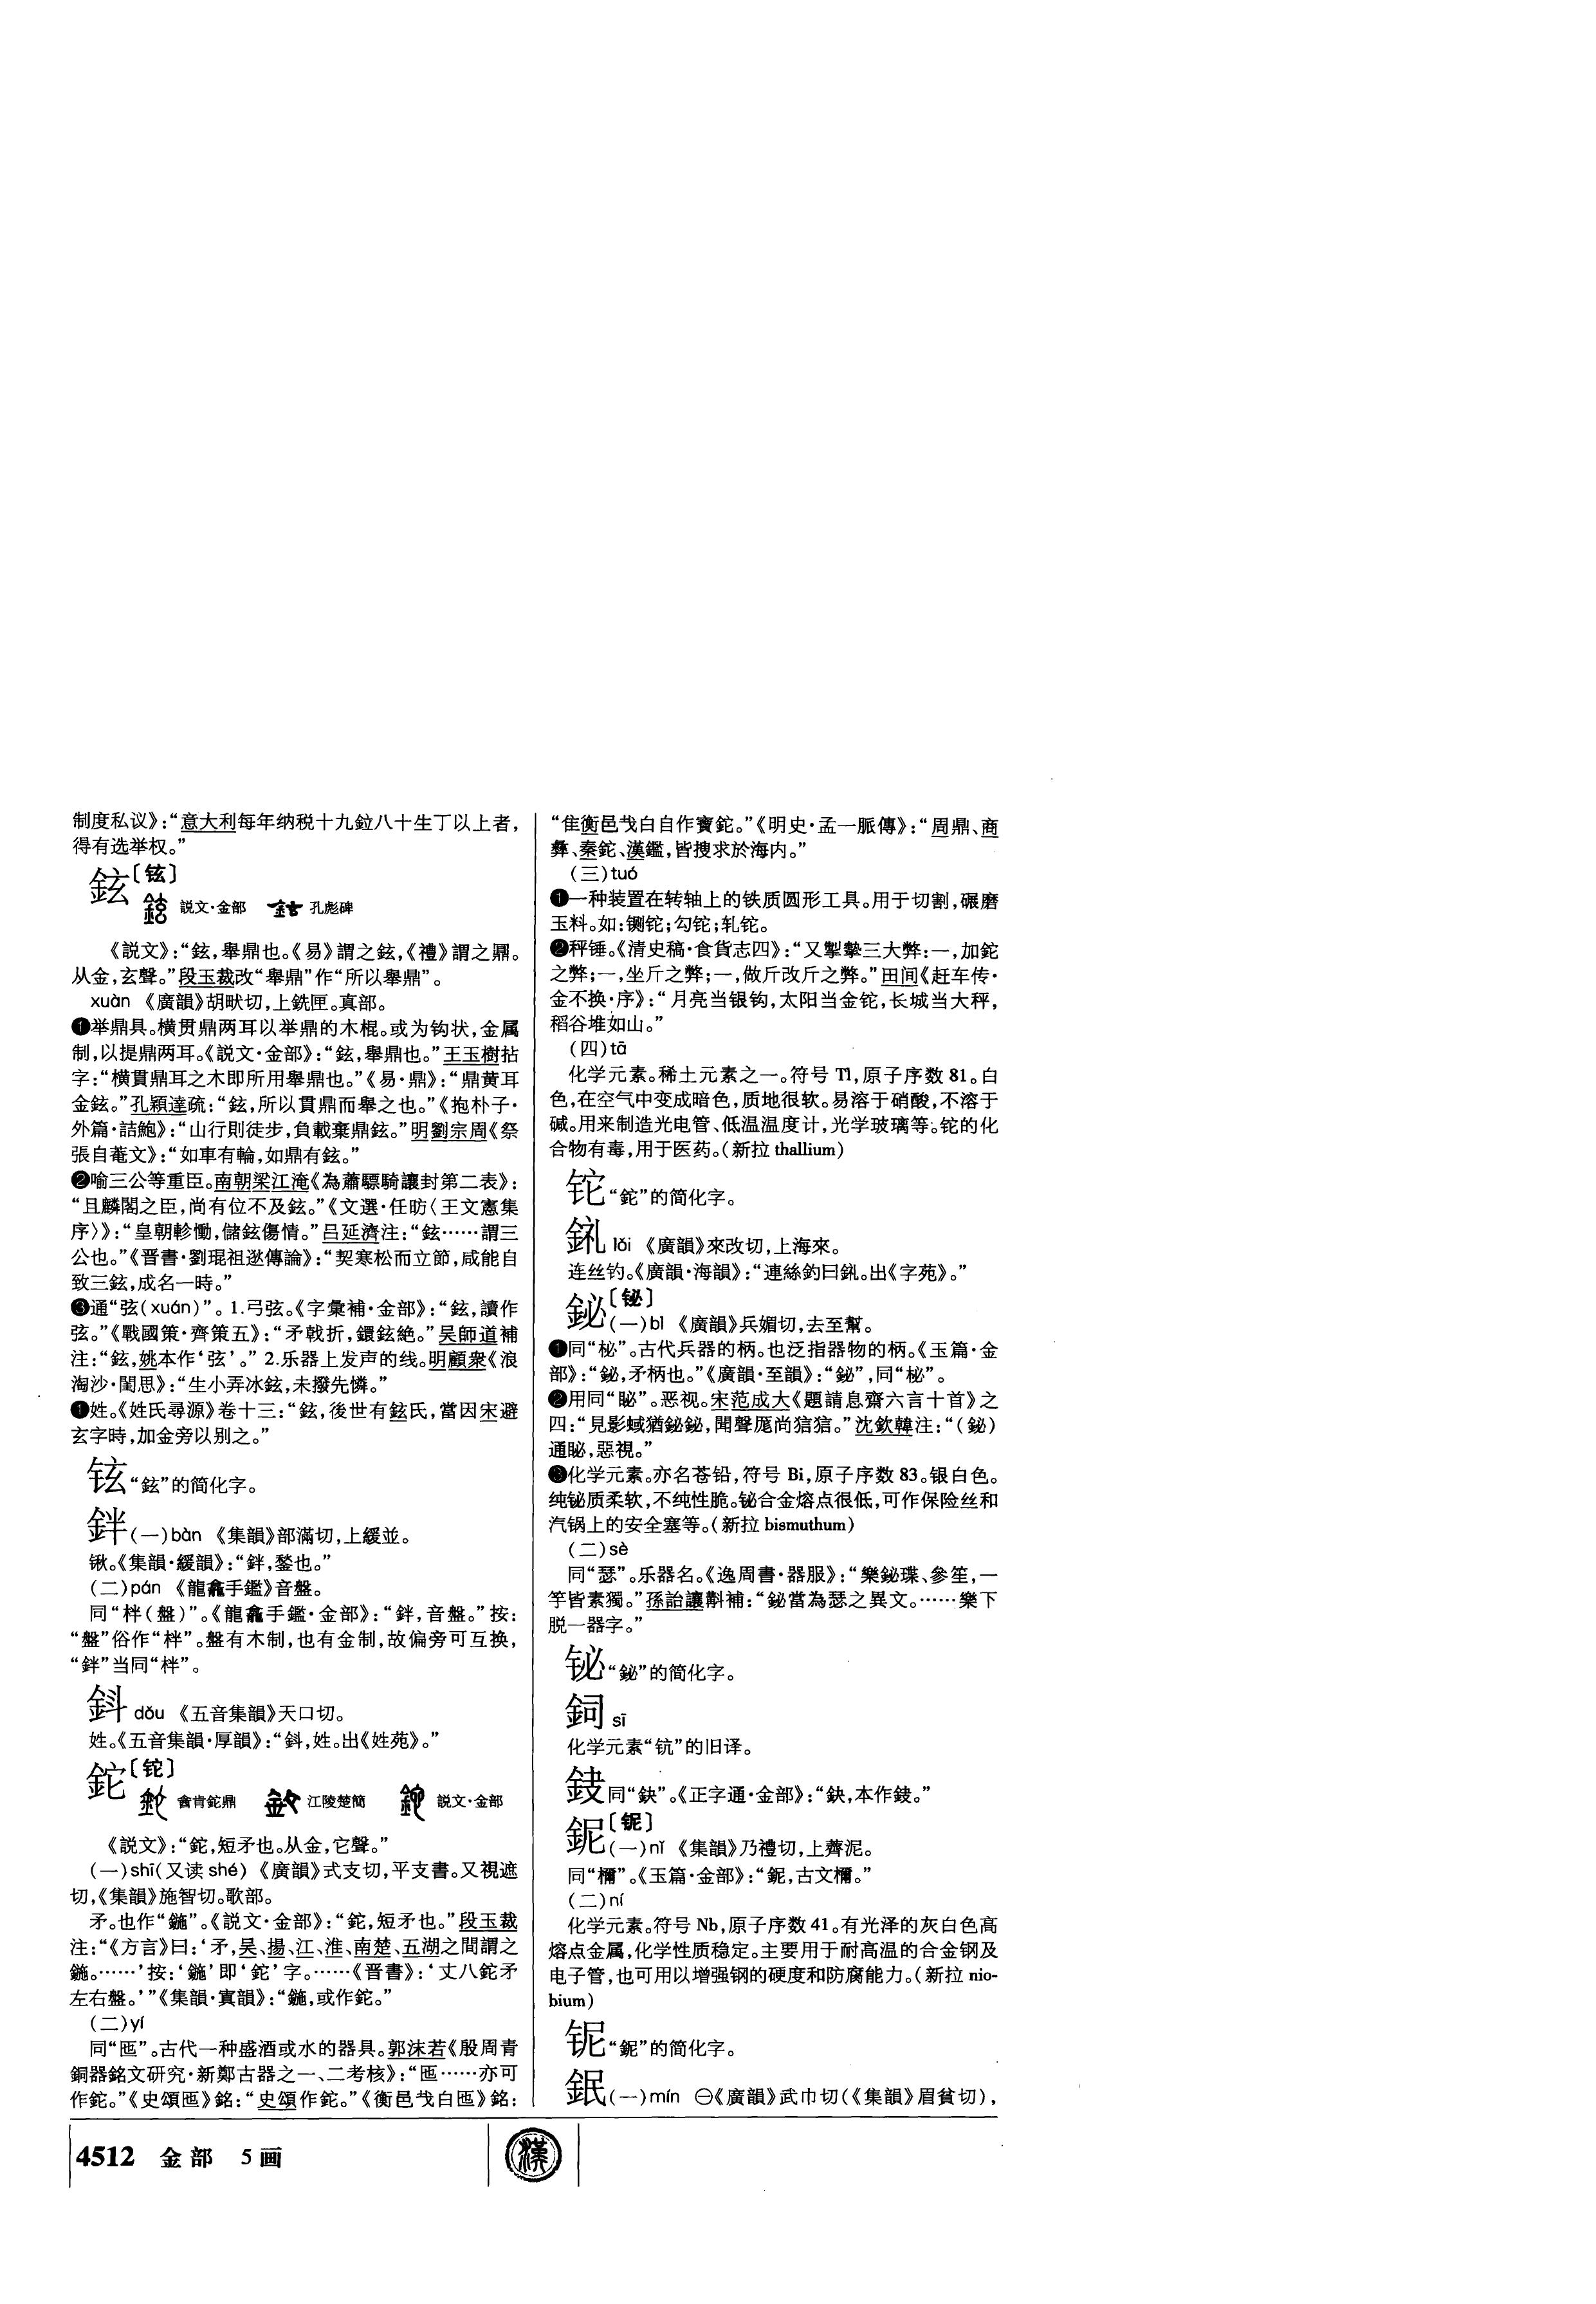 制度私议》：“意大利每年纳税十九鉝八十生丁以上者，
得有选举权。”
鉉〔铉〕
説文·金部 孔彪碑
《説文》：“鉉，舉鼎也。《易》謂之鉉，《禮》謂之鼏。
从金，玄聲。”段玉裁改“舉鼎”作“所以舉鼎”。
xuàn 《廣韻》胡畎切，上銑匣。真部。
❶举鼎具。横贯鼎两耳以举鼎的木棍。或为钩状，金属
制，以提鼎两耳。《説文·金部》：“鉉，舉鼎也。”王玉樹拈
字：“横貫鼎耳之木即所用舉鼎也。”《易·鼎》：“鼎黄耳
金鉉。”孔穎達疏：“鉉，所以貫鼎而舉之也。”《抱朴子·
外篇·詰鮑》：“山行則徒步，負載棄鼎鉉。”明劉宗周《祭
張自菴文》：“如車有輪，如鼎有鉉。”
❷喻三公等重臣。南朝梁江淹《為蕭驃騎讓封第二表》：
“且麟閣之臣，尚有位不及鉉。”《文選·任昉〈王文憲集
序〉》：“皇朝軫慟，儲鉉傷情。”吕延濟注：“鉉……謂三
公也。”《晋書·劉琨祖逖傳論》：“契寒松而立節，咸能自
致三鉉，成名一時。”
❸通“弦（xuán）”。1.弓弦。《字彙補·金部》：“鉉，讀作
弦。”《戰國策·齊策五》：“矛戟折，鐶鉉絶。”吴師道補
注：“鉉，姚本作‘弦’。”2.乐器上发声的线。明顧衆《浪
淘沙·閨思》：“生小弄冰鉉，未撥先憐。”
❶姓。《姓氏尋源》卷十三：“鉉，後世有鉉氏，當因宋避
玄字時，加金旁以别之。”
铉“鉉”的简化字。
鉡（一）bàn 《集韻》部滿切，上緩並。
锹。《集韻·緩韻》：“鉡，鍫也。”
（二）pán 《龍龕手鑑》音盤。
同“柈（盤）”。《龍龕手鑑·金部》：“鉡，音盤。”按：
“盤”俗作“柈”。盤有木制，也有金制，故偏旁可互换，
“鉡”当同“柈”。
鈄 dǒu 《五音集韻》天口切。
姓。《五音集韻·厚韻》：“鈄，姓。出《姓苑》。”
鉈〔铊〕
酓肯鉈鼎 江陵楚簡 説文·金部
《説文》：“鉈，短矛也。从金，它聲。”
（一）shī（又读 shé） 《廣韻》式支切，平支書。又視遮
切，《集韻》施智切。歌部。
矛。也作“鍦”。《説文·金部》：“鉈，短矛也。”段玉裁
注：“《方言》曰：‘矛，吴、揚、江、淮、南楚、五湖之間謂之
鍦。……’按：‘鍦’即‘鉈’字。……《晋書》：‘丈八鉈矛
左右盤。’”《集韻·寘韻》：“鍦，或作鉈。”
（二）yí
同“匜”。古代一种盛酒或水的器具。郭沫若《殷周青
銅器銘文研究·新鄭古器之一、二考核》：“匜……亦可
作鉈。”《史頌匜》銘：“史頌作鉈。”《衡邑戈白匜》銘：
“隹衡邑戈白自作寶鉈。”《明史·孟一脈傳》：“周鼎、商
彝、秦鉈、漢鑑，皆搜求於海内。”
（三）tuó
❶一种装置在转轴上的铁质圆形工具。用于切割，碾磨
玉料。如：铡铊；勾铊；轧铊。
❷秤锤。《清史稿·食貨志四》：“又掣摯三大弊：一，加鉈
之弊；一，坐斤之弊；一，做斤改斤之弊。”田间《赶车传·
金不换·序》：“月亮当银钩，太阳当金铊，长城当大秤，
稻谷堆如山。”
（四）tā
化学元素。稀土元素之一。符号 Tl，原子序数 81。白
色，在空气中变成暗色，质地很软。易溶于硝酸，不溶于
碱。用来制造光电管、低温温度计，光学玻璃等。铊的化
合物有毒，用于医药。（新拉 thallium）
铊“鉈”的简化字。
釠 lǒi 《廣韻》來改切，上海來。
连丝钓。《廣韻·海韻》：“連絲釣曰釠。出《字苑》。”
鉍〔铋〕
（一）bì 《廣韻》兵媚切，去至幫。
❶同“柲”。古代兵器的柄。也泛指器物的柄。《玉篇·金
部》：“鉍，矛柄也。”《廣韻·至韻》：“鉍”，同“柲”。
❷用同“眍”。恶视。宋范成大《題請息齋六言十首》之
四：“見影蜮猶鉍鉍，聞聲厖尚狺狺。”沈欽韓注：“（鉍）
通䀣，惡視。”
❸化学元素。亦名苍铅，符号 Bi，原子序数 83。银白色。
纯铋质柔软，不纯性脆。铋合金熔点很低，可作保险丝和
汽锅上的安全塞等。（新拉 bismuthum）
（二）sè
同“瑟”。乐器名。《逸周書·器服》：“樂鉍瑧、參笙，一
竽皆素獨。”孫詒讓斠補：“鉍當為瑟之異文。……樂下
脱一器字。”
铋“鉍”的简化字。
鉰 sī
化学元素“钪”的旧译。
䤦同“鈌”。《正字通·金部》：“鈌，本作䤦。”
鈮〔铌〕
（一）nǐ 《集韻》乃禮切，上薺泥。
同“檷”。《玉篇·金部》：“鈮，古文檷。”
（二）ní
化学元素。符号 Nb，原子序数 41。有光泽的灰白色高
熔点金属，化学性质稳定。主要用于耐高温的合金钢及
电子管，也可用以增强钢的硬度和防腐能力。（新拉 nio-
bium）
铌“鈮”的简化字。
鈱（一）mín ㊀《廣韻》武巾切（《集韻》眉貧切），
4512 金部 5画
漢